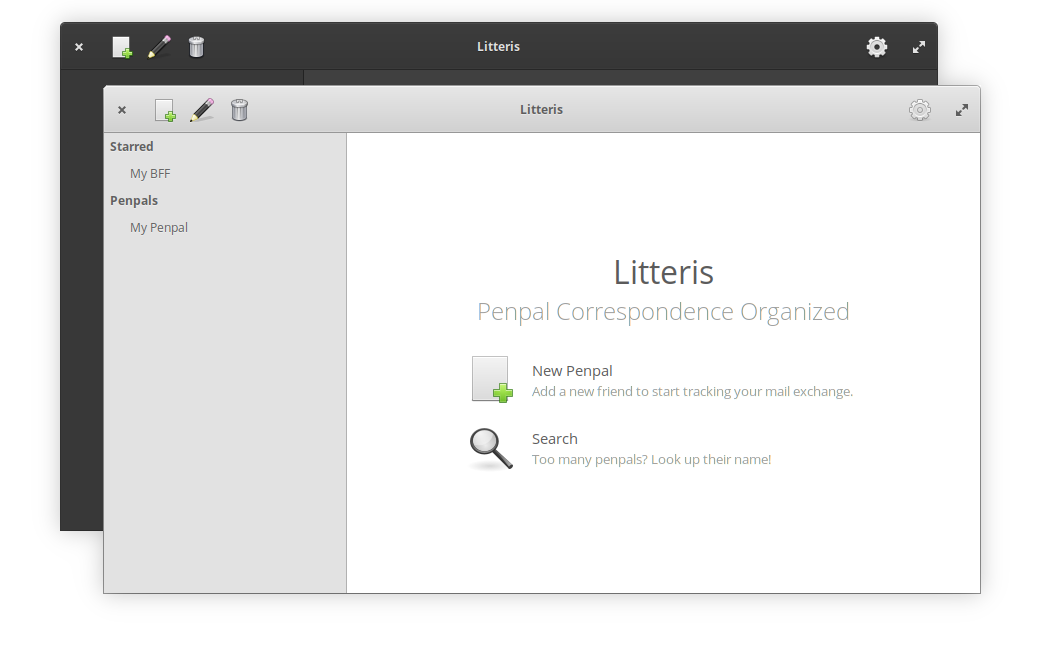 Litteris
Litteris
Starred
My BFF
Penpals
My Penpal
Litteris
Penpal Correspondence Organized
New Penpal
Add a new friend to start tracking your mail exchange.
Search
Too many penpals? Look up their name!